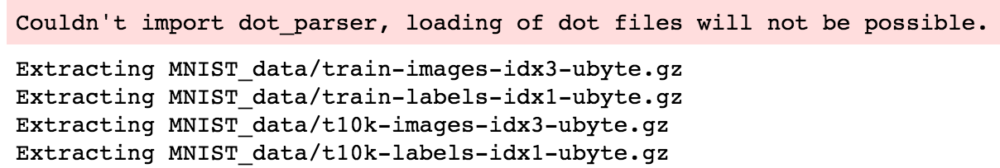 Couldn't import dot_parser, loading of dot files will not be possible.
Extracting MNIST_data/train-images-idx3-ubyte.gz
Extracting MNIST_data/train-labels-idx1-ubyte.gz
Extracting MNIST_data/t10k-images-idx3-ubyte.gz
Extracting MNIST_data/t10k-labels-idx1-ubyte.gz